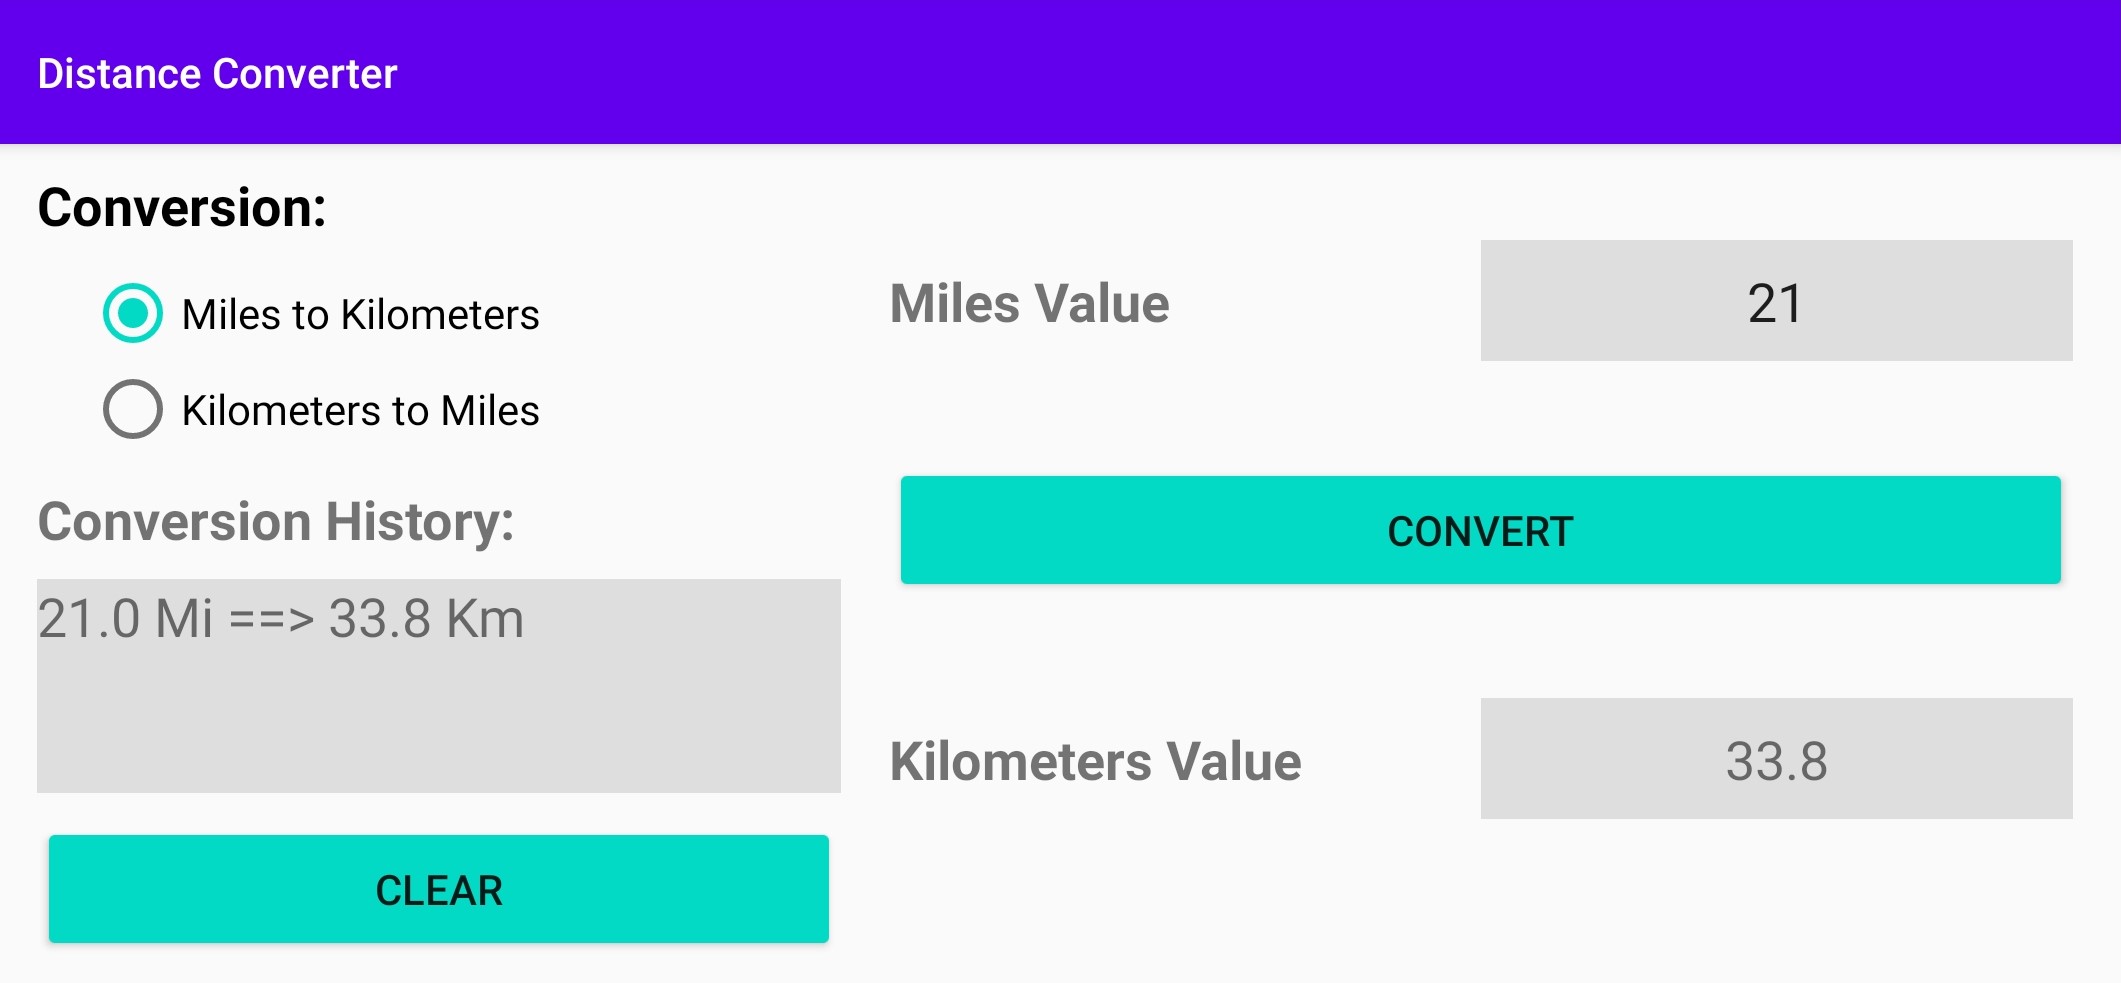 Distance Converter
Conversion:
Miles to Kilometers
Kilometers to Miles
Conversion History:
21.0 Mi ==> 33.8 Km
CLEAR
Miles Value
21
CONVERT
Kilometers Value
33.8